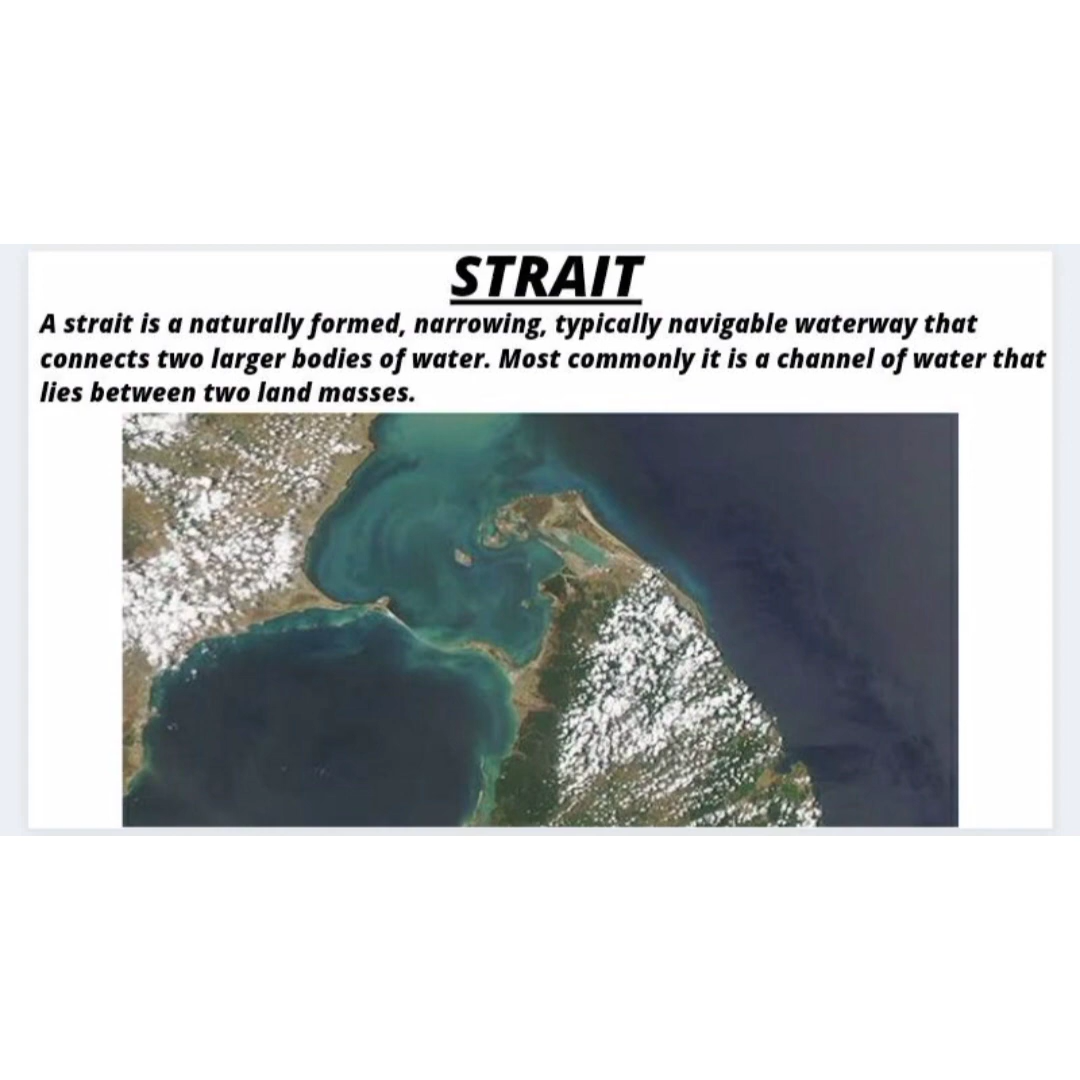 STRAIT
A strait is a naturally formed, narrowing, typically navigable waterway that
connects two larger bodies of water. Most commonly it is a channel of water that
lies between two land masses.